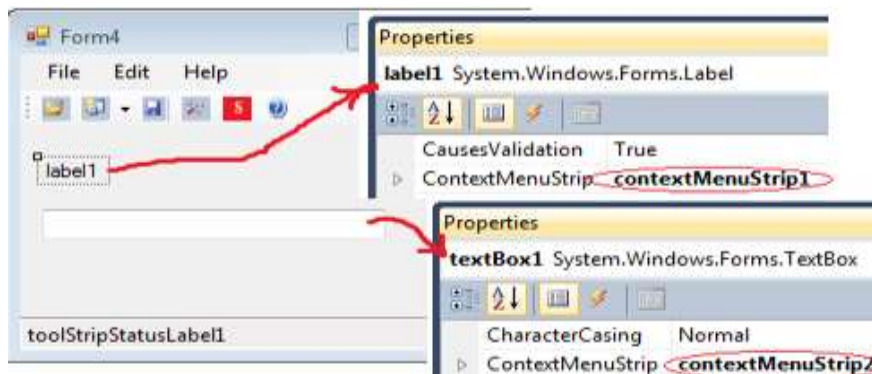 Form4
File Edit Help
S
label1
toolStripStatusLabel1
Properties
label1 System.Windows.Forms.Label
A
Z
CausesValidation True
ContextMenuStrip contextMenuStrip1
Properties
textBox1 System.Windows.Forms.TextBox
A
Z
CharacterCasing Normal
ContextMenuStrip contextMenuStrip2